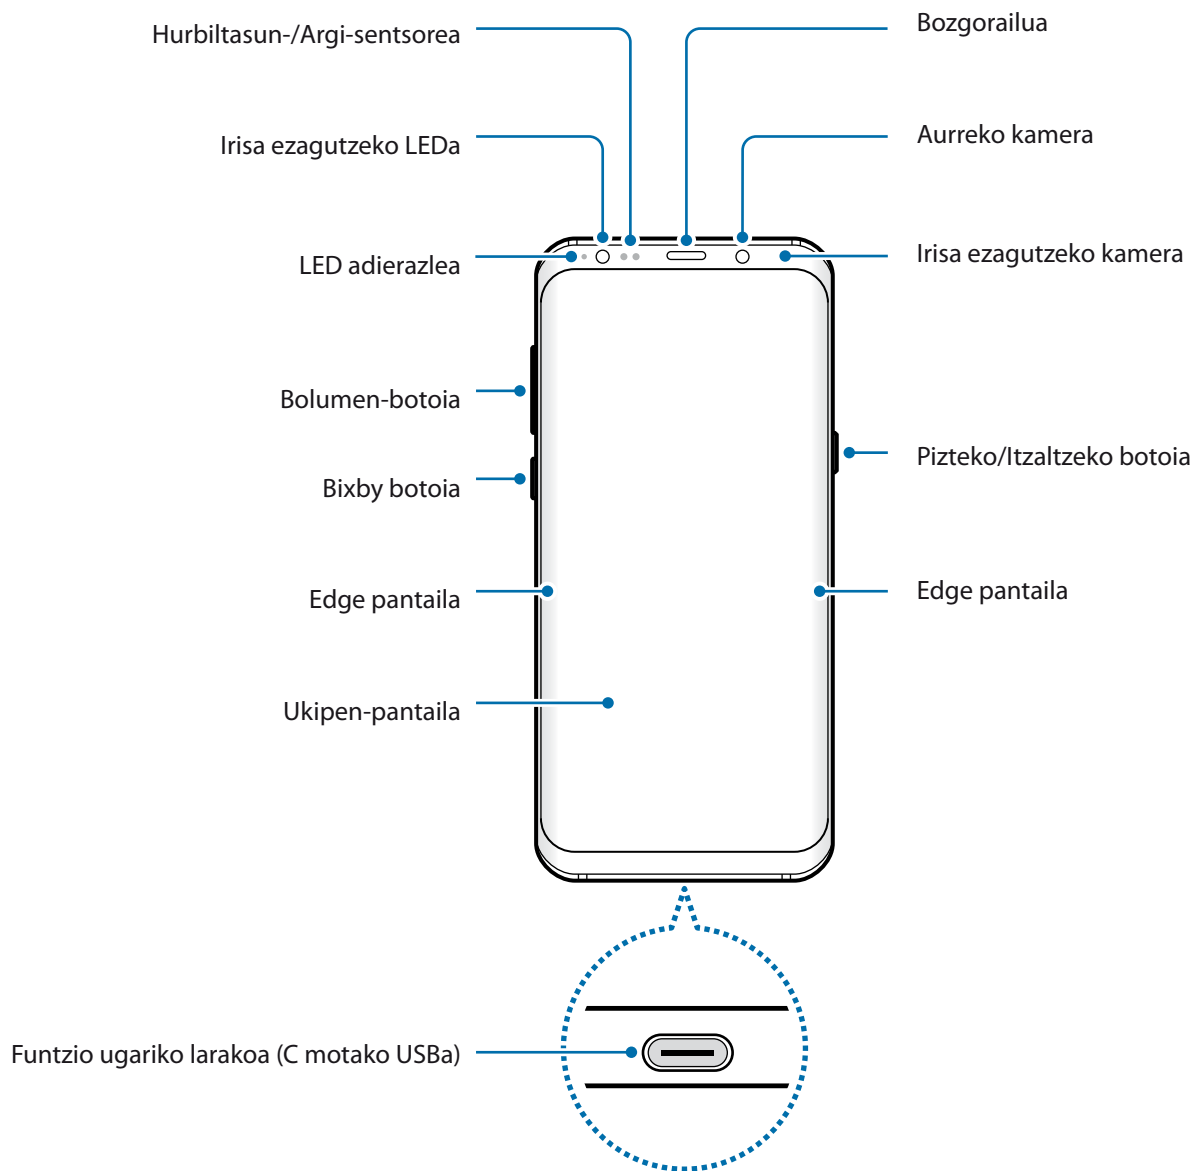 Hurbiltasun-/Argi-sentsorea
Irisa ezagutzeko LEDa
LED adierazlea
Bolumen-botoia
Bixby botoia
Edge pantaila
Ukipen-pantaila
Funtzio ugariko larakoa (C motako USBa)
Bozgorailua
Aurreko kamera
Irisa ezagutzeko kamera
Pizteko/Itzaltzeko botoia
Edge pantaila